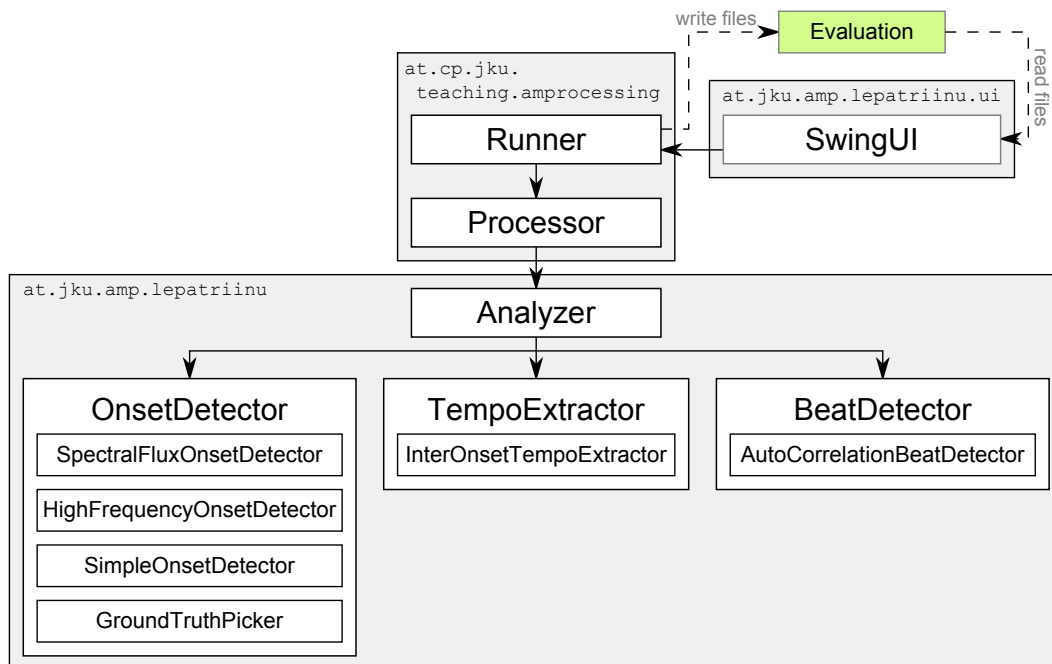 write files
Evaluation
read files
at.cp.jku.
teaching.amprocessing
at.jku.amp.lepatriinu.ui
Runner
SwingUI
Processor
at.jku.amp.lepatriinu
Analyzer
OnsetDetector
SpectralFluxOnsetDetector
HighFrequencyOnsetDetector
SimpleOnsetDetector
GroundTruthPicker
TempoExtractor
InterOnsetTempoExtractor
BeatDetector
AutoCorrelationBeatDetector